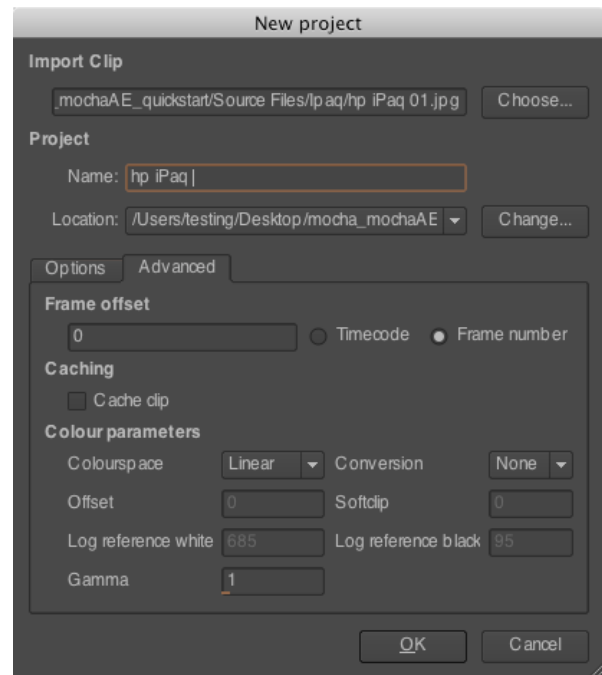 New project
Import Clip
_mochaAE_quickstart/Source Files/Ipaq/hp iPaq 01.jpg Choose...
Project
Name: hp iPaq
Location: /Users/testing/Desktop/mocha_mochaAE Change...
Options Advanced
Frame offset
0 Timecode Frame number
Caching
Cache clip
Colour parameters
Colourspace Linear Conversion None
Offset 0 Softclip 0
Log reference white 685 Log reference black 95
Gamma 1
OK Cancel